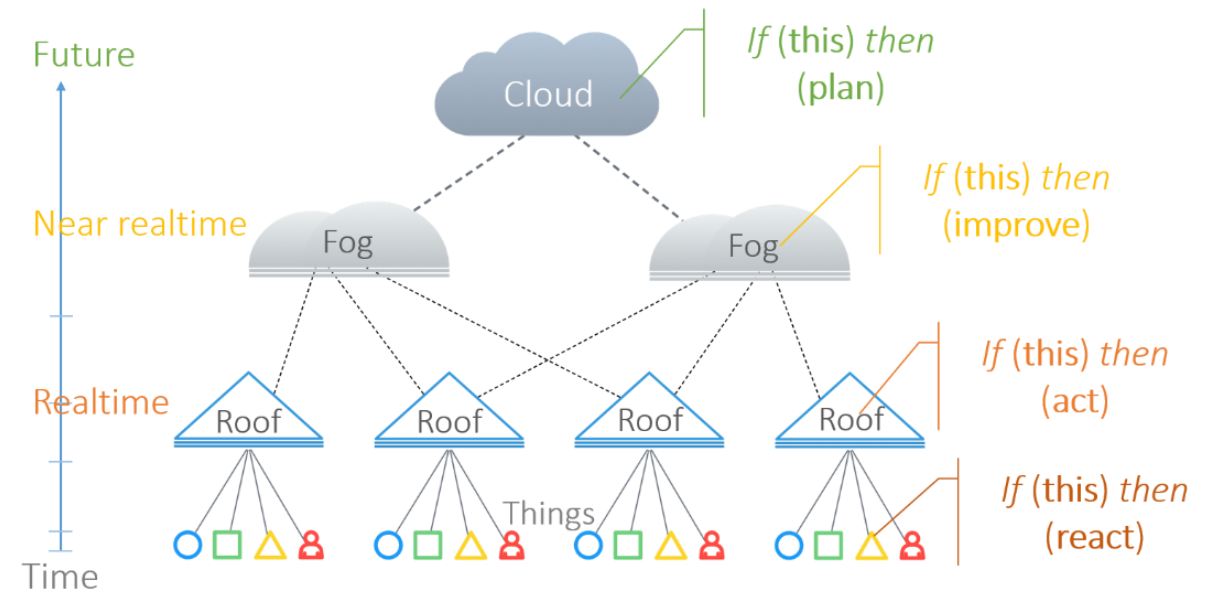 Future
Cloud
If (this) then
(plan)
Near realtime
Fog
Fog
If (this) then
(improve)
Realtime
Roof
Roof
Roof
Roof
If (this) then
(act)
Things
If (this) then
(react)
Time